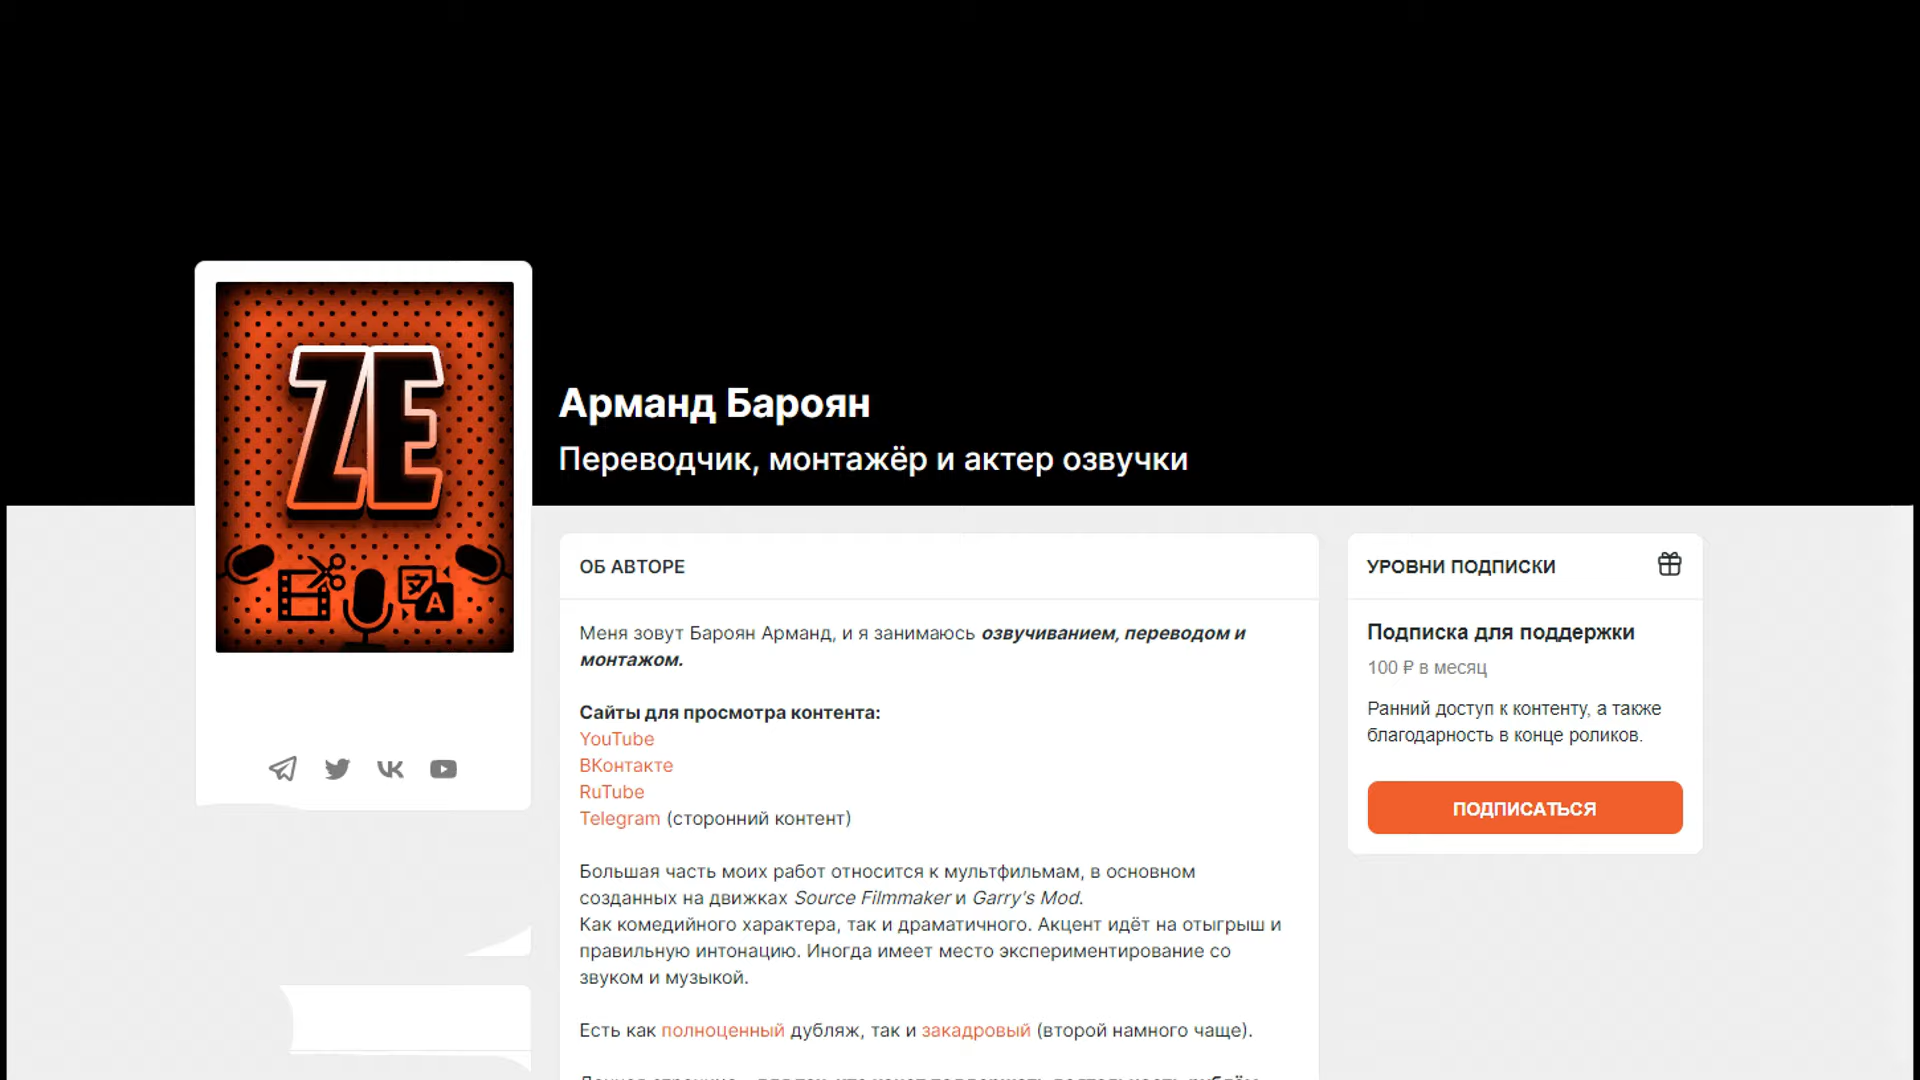 ZE
A
Арманд Бароян
Переводчик, монтажёр и актер озвучки
ОБ АВТОРЕ
Меня зовут Бароян Арманд, и я занимаюсь озвучиванием, переводом и
монтажом.
Сайты для просмотра контента:
YouTube
ВКонтакте
RuTube
Telegram (сторонний контент)
Большая часть моих работ относится к мультфильмам, в основном
созданных на движках Source Filmmaker и Garry's Mod.
Как комедийного характера, так и драматичного. Акцент идёт на отыгрыш и
правильную интонацию. Иногда имеет место экспериментирование со
звуком и музыкой.
Есть как полноценный дубляж, так и закадровый (второй намного чаще).
УРОВНИ ПОДПИСКИ
Подписка для поддержки
100 ₽ в месяц
Ранний доступ к контенту, а также
благодарность в конце роликов.
ПОДПИСАТЬСЯ